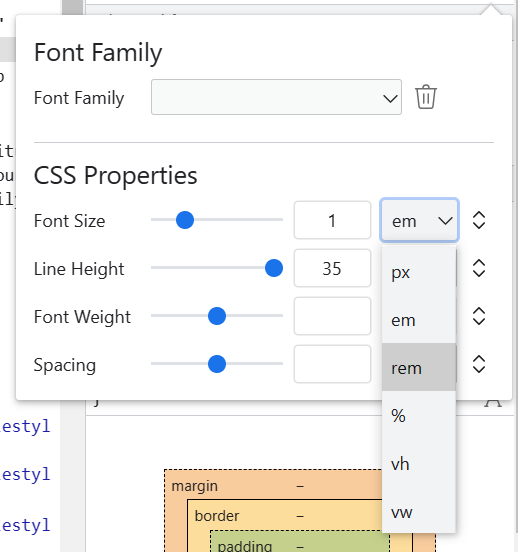 Font Family
Font Family
CSS Properties
Font Size 1 em
px
Line Height 35
em
Font Weight
rem
Spacing
%
estyl
vh
estyl
margin –
vw
border –
estyl
padding –